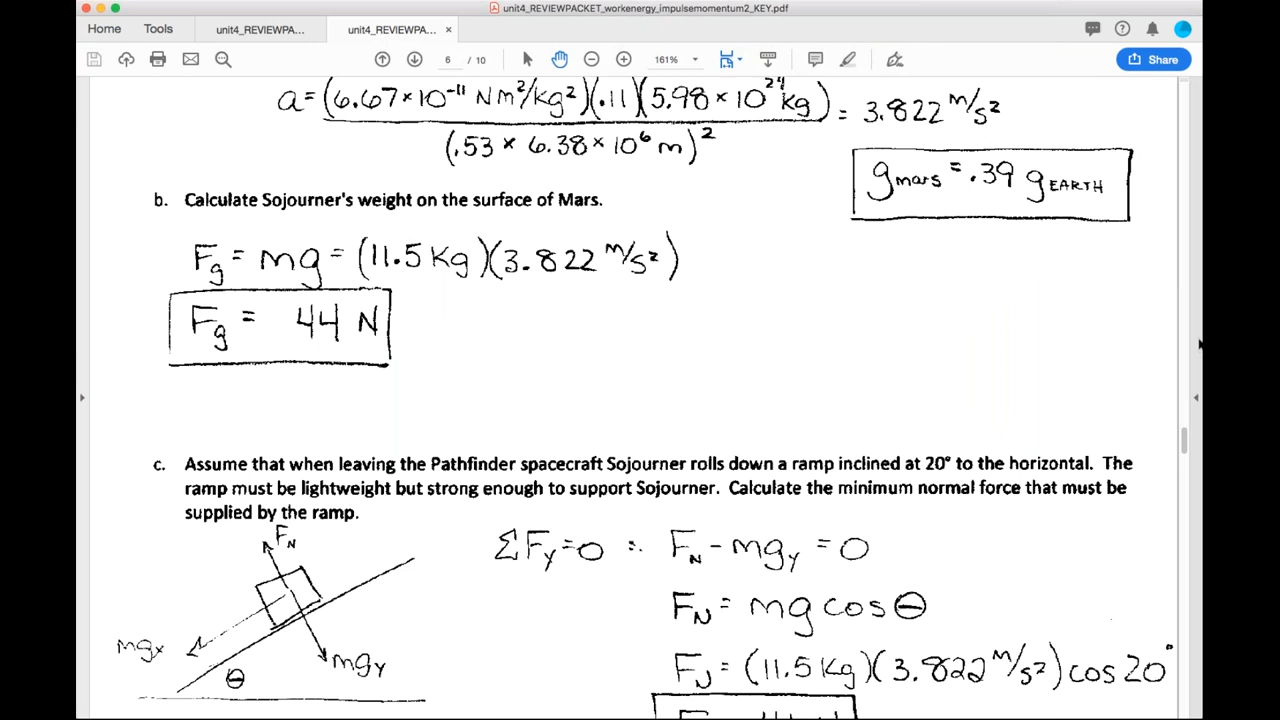 unit4_REVIEWPACKET_workenergy_impulsemomentum2_KEY.pdf
Home Tools unit4_REVIEWPA... unit4_REVIEWPA... ×
6 / 10 161% Share
a = (6.67×10⁻¹¹ Nm²/kg²)(.11)(5.98 × 10²⁴ kg) = 3.822 m/s²
(.53 × 6.38×10⁶ m)²
g mars = .39 g EARTH
b. Calculate Sojourner's weight on the surface of Mars.
Fg = mg = (11.5 Kg)(3.822 m/s²)
Fg = 44 N
c. Assume that when leaving the Pathfinder spacecraft Sojourner rolls down a ramp inclined at 20° to the horizontal. The
ramp must be lightweight but strong enough to support Sojourner. Calculate the minimum normal force that must be
supplied by the ramp.
FN
ΣFy=0 ∴ FN - mgy = 0
FN = mg cos Θ
mgx
mgy
Θ
FN = (11.5 Kg)(3.822 m/s²) cos 20°